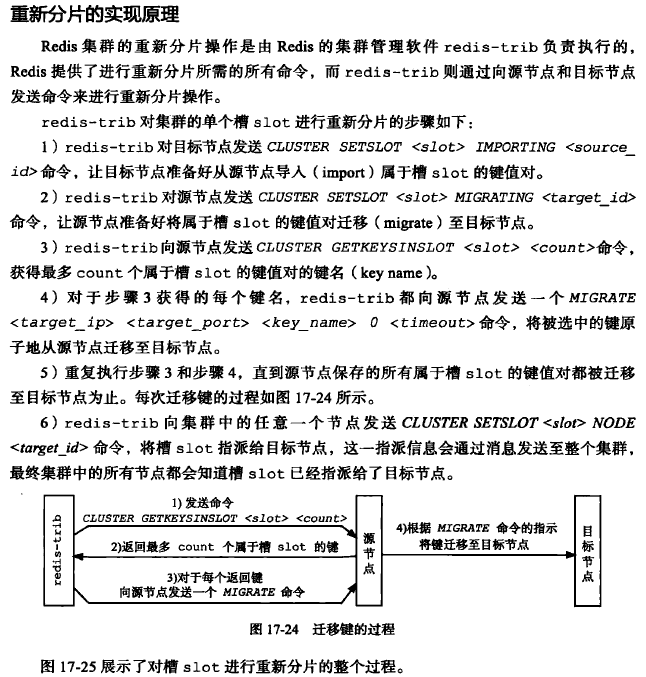 重新分片的实现原理
Redis 集群的重新分片操作是由 Redis 的集群管理软件 redis-trib 负责执行的，
Redis 提供了进行重新分片所需的所有命令，而 redis-trib 则通过向源节点和目标节点
发送命令来进行重新分片操作。
redis-trib 对集群的单个槽 slot 进行重新分片的步骤如下：
1）redis-trib 对目标节点发送 CLUSTER SETSLOT <slot> IMPORTING <source_
id> 命令，让目标节点准备好从源节点导入（import）属于槽 slot 的键值对。
2）redis-trib 对源节点发送 CLUSTER SETSLOT <slot> MIGRATING <target_id>
命令，让源节点准备好将属于槽 slot 的键值对迁移（migrate）至目标节点。
3）redis-trib 向源节点发送 CLUSTER GETKEYSINSLOT <slot> <count> 命令，
获得最多 count 个属于槽 slot 的键值对的键名（key name）。
4）对于步骤 3 获得的每个键名，redis-trib 都向源节点发送一个 MIGRATE
<target_ip> <target_port> <key_name> 0 <timeout> 命令，将被选中的键原
子地从源节点迁移至目标节点。
5）重复执行步骤 3 和步骤 4，直到源节点保存的所有属于槽 slot 的键值对都被迁移
至目标节点为止。每次迁移键的过程如图 17-24 所示。
6）redis-trib 向集群中的任意一个节点发送 CLUSTER SETSLOT <slot> NODE
<target_id> 命令，将槽 slot 指派给目标节点，这一指派信息会通过消息发送至整个集群，
最终集群中的所有节点都会知道槽 slot 已经指派给了目标节点。
redis-trib
1) 发送命令
CLUSTER GETKEYSINSLOT <slot> <count>
2)返回最多 count 个属于槽 slot 的键
3)对于每个返回键
向源节点发送一个 MIGRATE 命令
源节点
4)根据 MIGRATE 命令的指示
将键迁移至目标节点
目标节点
图 17-24 迁移键的过程
图 17-25 展示了对槽 slot 进行重新分片的整个过程。